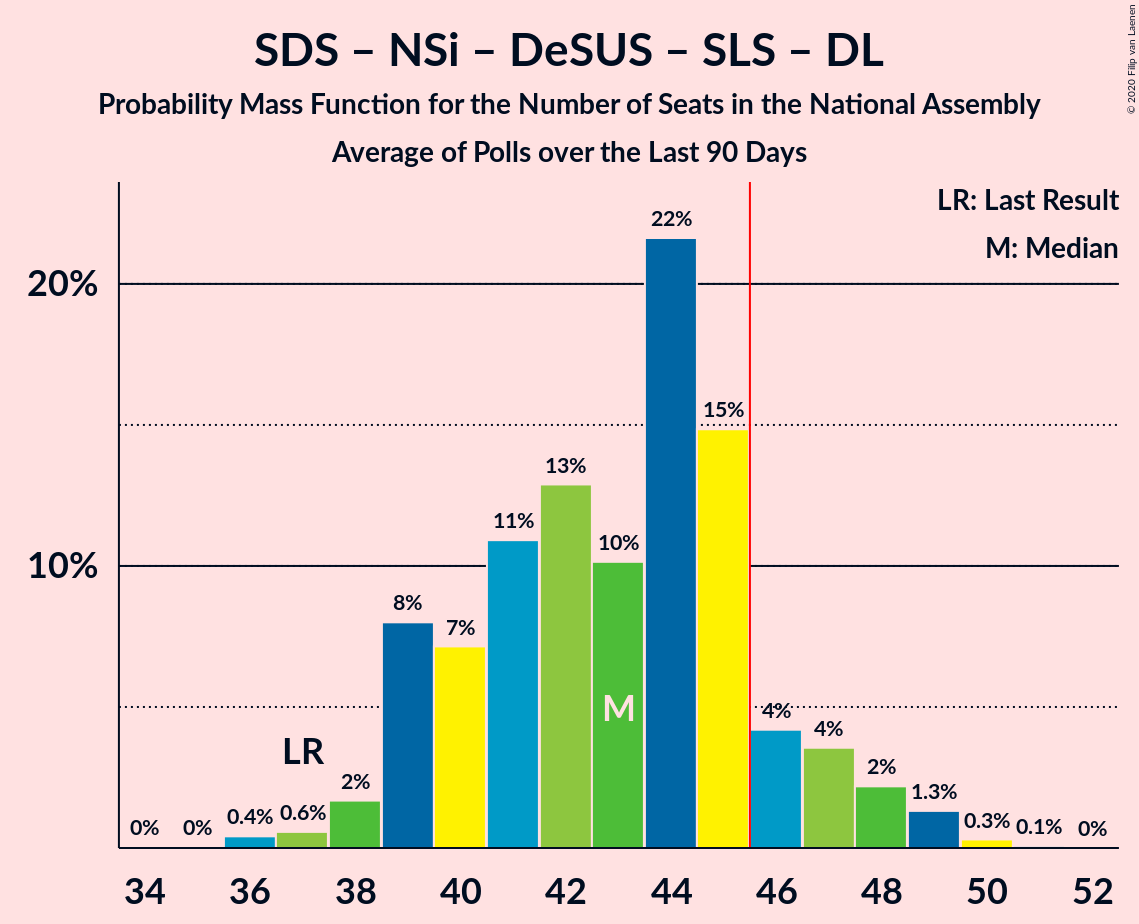 SDS – NSi – DeSUS – SLS – DL
Probability Mass Function for the Number of Seats in the National Assembly
Average of Polls over the Last 90 Days
© 2020 Filip van Laenen
LR: Last Result
M: Median
20%
10%
0%
0%
0.4%
0.6%
2%
8%
7%
11%
13%
10%
22%
15%
4%
4%
2%
1.3%
0.3%
0.1%
0%
LR
M
34 36 38 40 42 44 46 48 50 52